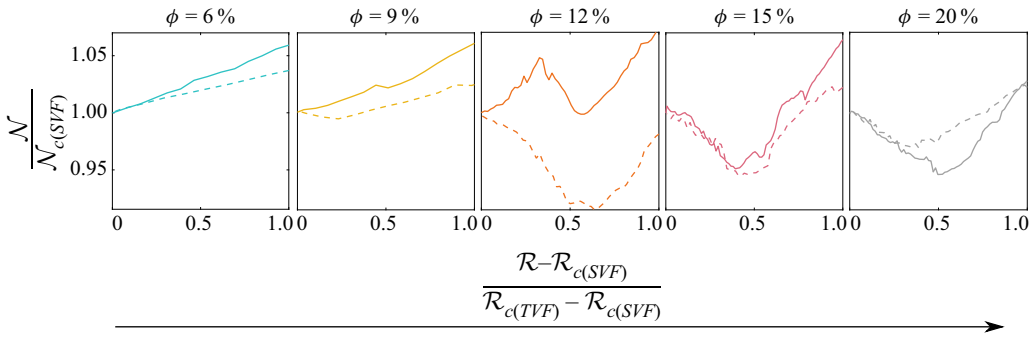 ϕ = 6 % ϕ = 9 % ϕ = 12 % ϕ = 15 % ϕ = 20 %
1.05
1.00
0.95
𝒩
𝒩c(SVF)
0 0.5 1.0 0 0.5 1.0 0 0.5 1.0 0 0.5 1.0 0 0.5 1.0
ℛ–ℛc(SVF)
ℛc(TVF) – ℛc(SVF)